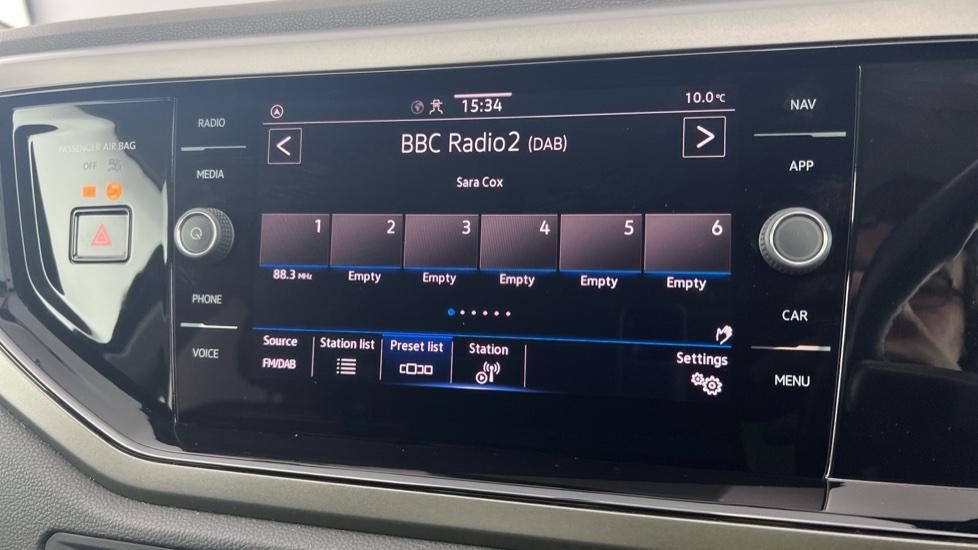 15:34
10.0°C
BBC Radio2 (DAB)
Sara Cox
1 2 3 4 5 6
88.3 MHz Empty Empty Empty Empty Empty
Source Station list Preset list Station Settings
FM/DAB
PASSENGER AIR BAG
OFF
RADIO
MEDIA
PHONE
VOICE
NAV
APP
CAR
MENU